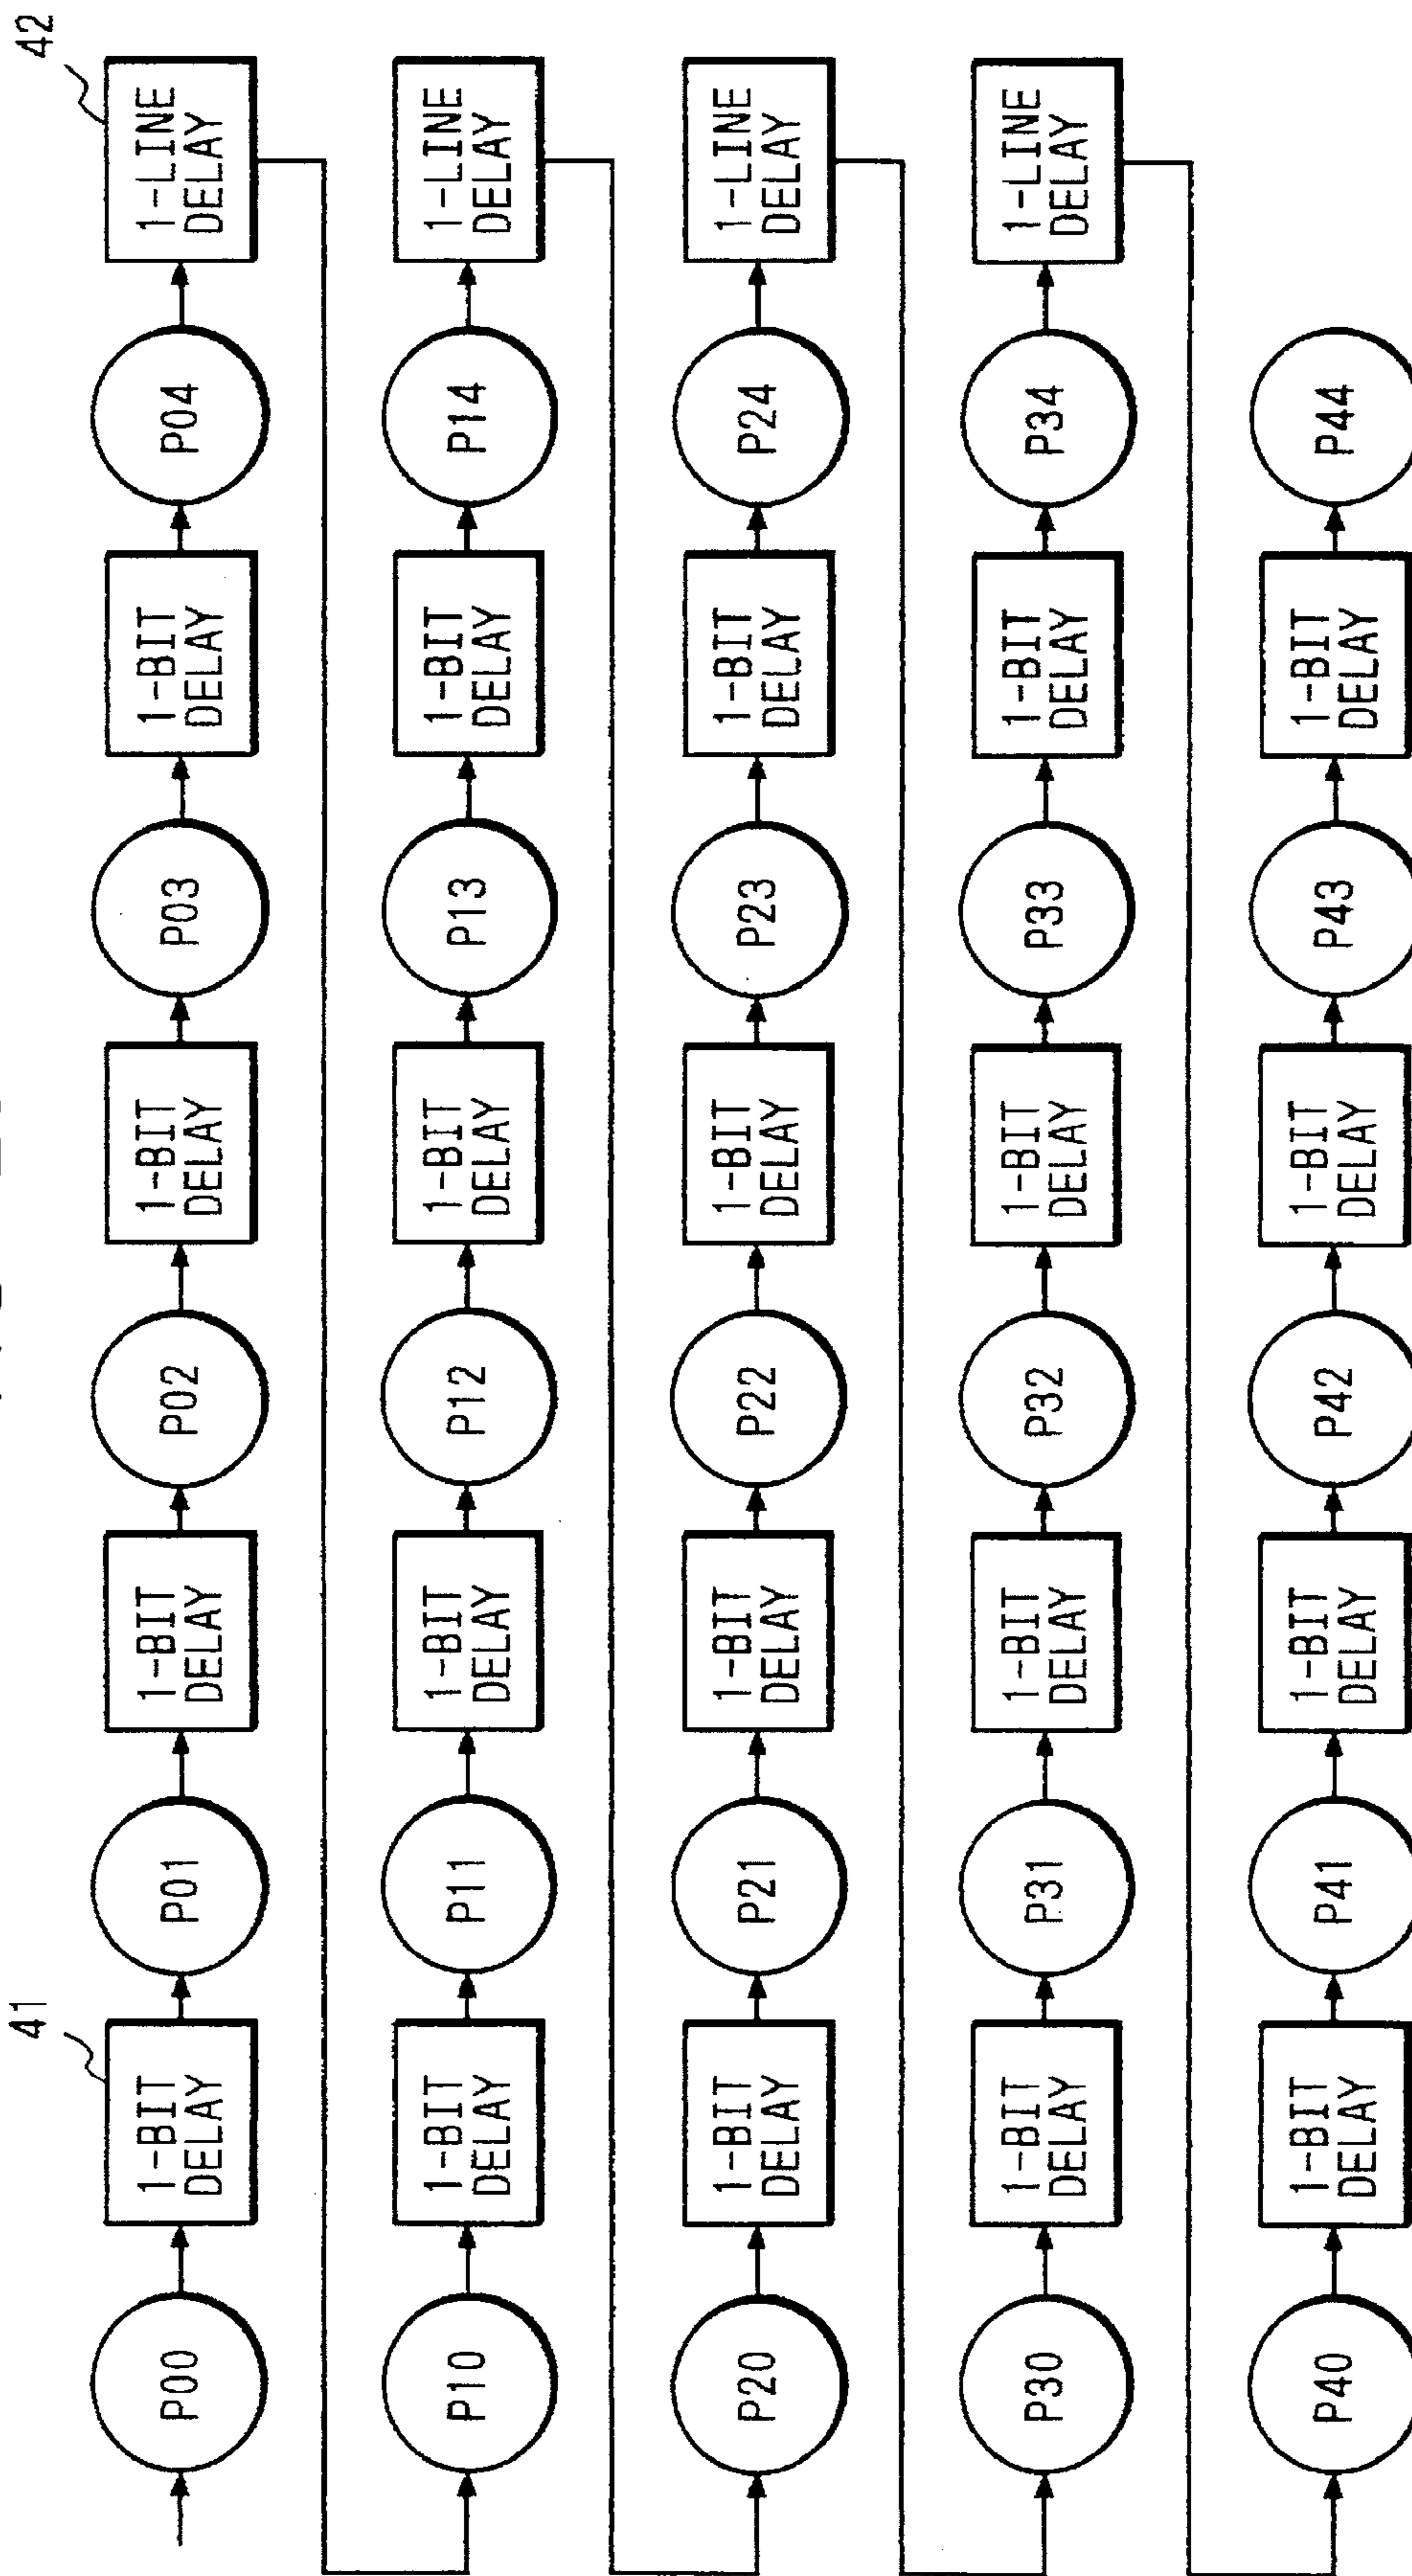 41
42
P00
1-BIT
DELAY
P01
1-BIT
DELAY
P02
1-BIT
DELAY
P03
1-BIT
DELAY
P04
1-LINE
DELAY
P10
1-BIT
DELAY
P11
1-BIT
DELAY
P12
1-BIT
DELAY
P13
1-BIT
DELAY
P14
1-LINE
DELAY
P20
1-BIT
DELAY
P21
1-BIT
DELAY
P22
1-BIT
DELAY
P23
1-BIT
DELAY
P24
1-LINE
DELAY
P30
1-BIT
DELAY
P31
1-BIT
DELAY
P32
1-BIT
DELAY
P33
1-BIT
DELAY
P34
1-LINE
DELAY
P40
1-BIT
DELAY
P41
1-BIT
DELAY
P42
1-BIT
DELAY
P43
1-BIT
DELAY
P44